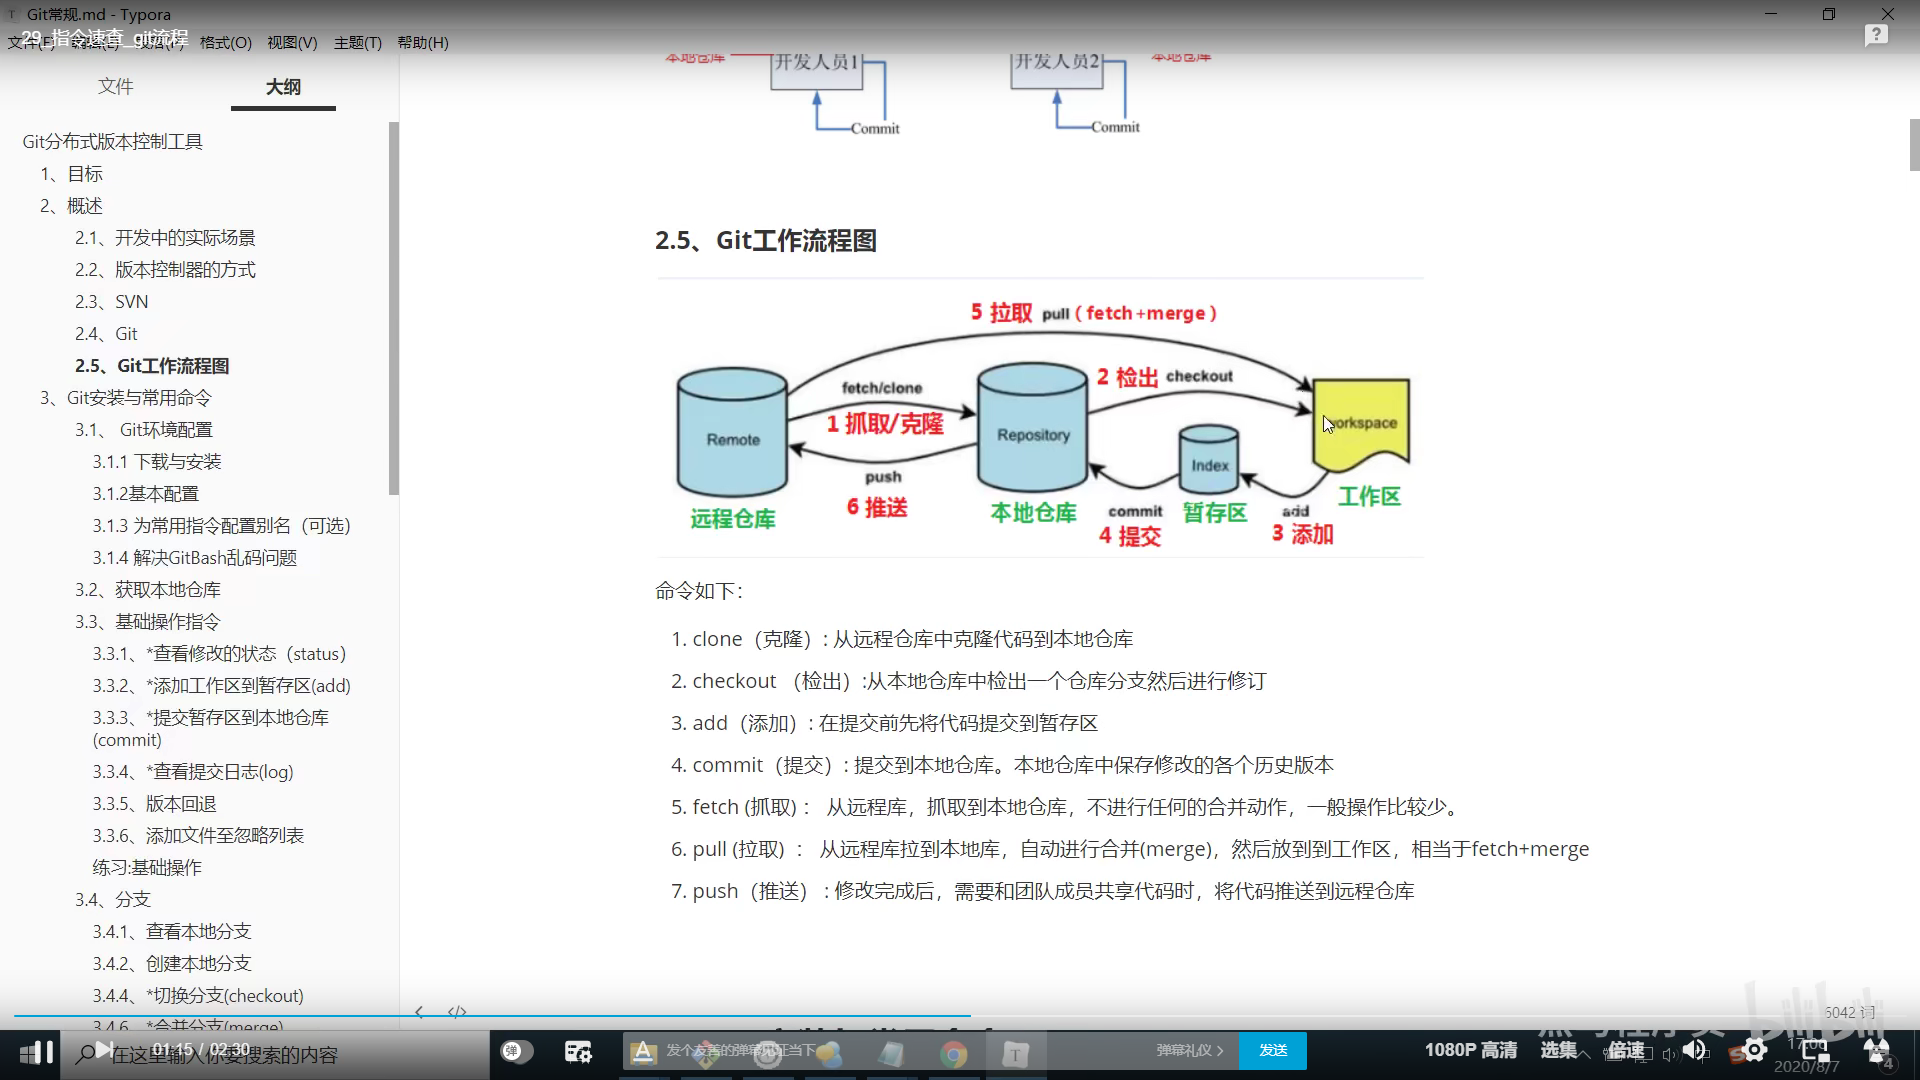 Git常规.md - Typora
29_指令速查_git流程
格式(O) 视图(V) 主题(T) 帮助(H)
文件 大纲
Git分布式版本控制工具
1、目标
2、概述
2.1、开发中的实际场景
2.2、版本控制器的方式
2.3、SVN
2.4、Git
2.5、Git工作流程图
3、Git安装与常用命令
3.1、 Git环境配置
3.1.1 下载与安装
3.1.2基本配置
3.1.3 为常用指令配置别名（可选）
3.1.4 解决GitBash乱码问题
3.2、获取本地仓库
3.3、基础操作指令
3.3.1、*查看修改的状态（status）
3.3.2、*添加工作区到暂存区(add)
3.3.3、*提交暂存区到本地仓库
(commit)
3.3.4、*查看提交日志(log)
3.3.5、版本回退
3.3.6、添加文件至忽略列表
练习:基础操作
3.4、分支
3.4.1、查看本地分支
3.4.2、创建本地分支
3.4.4、*切换分支(checkout)
3.4.6、*合并分支(merge)
本地仓库 开发人员1 开发人员2 本地仓库
Commit Commit
2.5、Git工作流程图
5 拉取 pull（fetch+merge）
fetch/clone
2 检出 checkout
1 抓取/克隆
Remote
Repository
Index
workspace
push
6 推送
远程仓库
本地仓库
commit
4 提交
暂存区
add
3 添加
工作区
命令如下：
1. clone（克隆）: 从远程仓库中克隆代码到本地仓库
2. checkout （检出）:从本地仓库中检出一个仓库分支然后进行修订
3. add（添加）: 在提交前先将代码提交到暂存区
4. commit（提交）: 提交到本地仓库。本地仓库中保存修改的各个历史版本
5. fetch (抓取)： 从远程库，抓取到本地仓库，不进行任何的合并动作，一般操作比较少。
6. pull (拉取) ： 从远程库拉到本地库，自动进行合并(merge)，然后放到到工作区，相当于fetch+merge
7. push（推送） : 修改完成后，需要和团队成员共享代码时，将代码推送到远程仓库
6042 词
bilibili
01:15 / 02:30
在这里输入你要搜索的内容
弹
弹幕礼仪 >
发送
1080P 高清 选集 倍速
2020/8/7
4